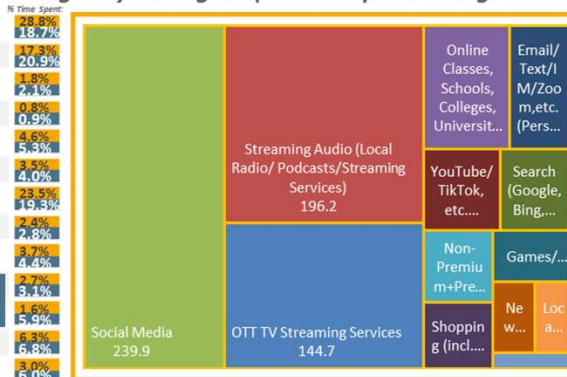 % Time Spent:
28.8%
18.7%
17.3%
20.9%
1.8%
2.1%
0.8%
0.9%
4.6%
5.3%
3.5%
4.0%
23.5%
19.3%
2.4%
2.8%
3.7%
4.4%
2.7%
3.1%
1.6%
5.9%
6.3%
6.8%
3.0%
6.0%
Social Media
239.9
Streaming Audio (Local
Radio/ Podcasts/Streaming
Services)
196.2
OTT TV Streaming Services
144.7
Online
Classes,
Schools,
Colleges,
Universit...
Email/
Text/I
M/Zoo
m,etc.
(Pers...
YouTube/
TikTok,
etc....
Search
(Google,
Bing,...
Non-
Premiu
m+Pre...
Games/...
Shoppin
g (incl....
Ne
w...
Loc
a...